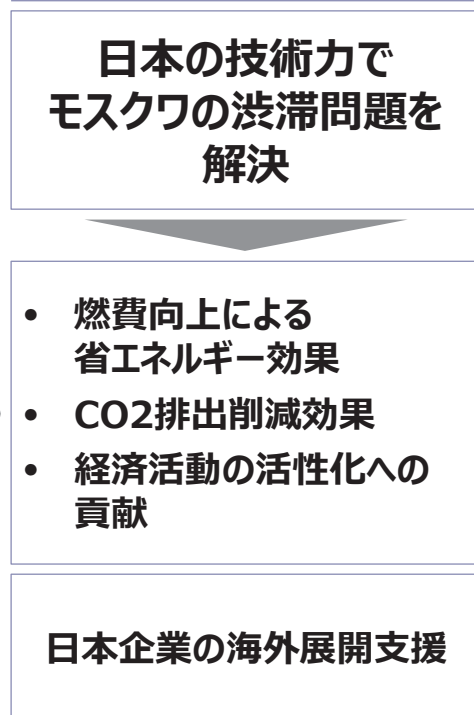 日本の技術力で
モスクワの渋滞問題を
解決
• 燃費向上による
省エネルギー効果
• CO2排出削減効果
• 経済活動の活性化への
貢献
日本企業の海外展開支援